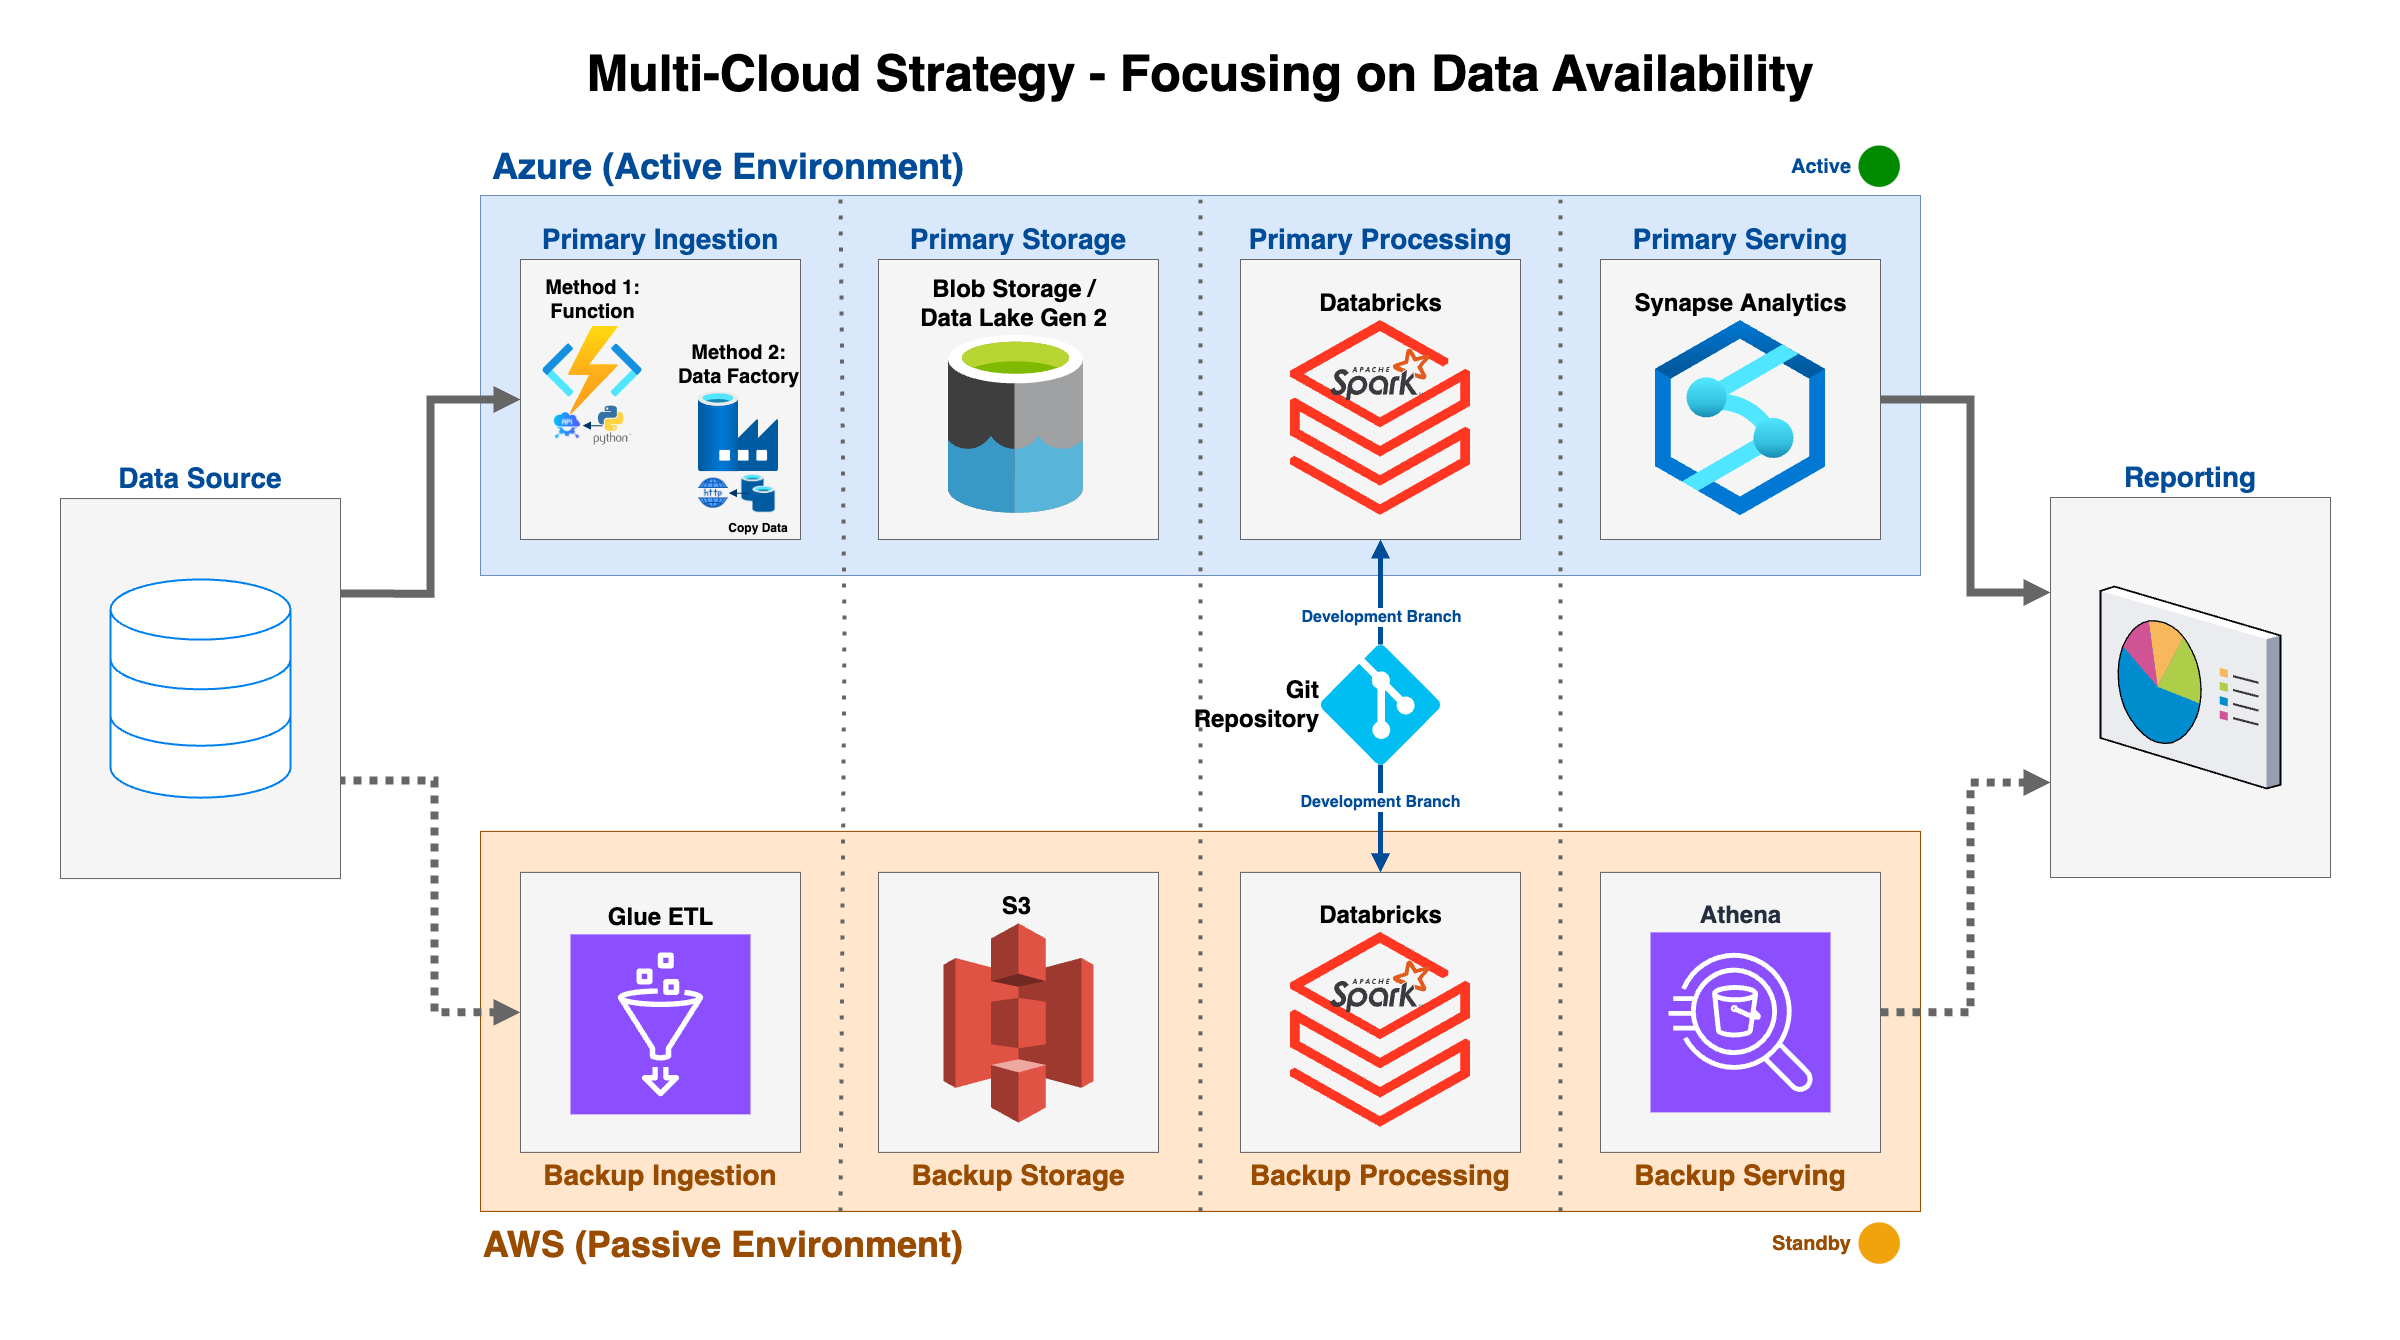 Multi-Cloud Strategy - Focusing on Data Availability
Azure (Active Environment)
Active
Primary Ingestion
Primary Storage
Primary Processing
Primary Serving
Method 1:
Function
API
python
Method 2:
Data Factory
http
Copy Data
Blob Storage /
Data Lake Gen 2
Databricks
APACHE
Spark
Synapse Analytics
Data Source
Reporting
Development Branch
Git
Repository
Development Branch
Glue ETL
S3
Databricks
APACHE
Spark
Athena
Backup Ingestion
Backup Storage
Backup Processing
Backup Serving
AWS (Passive Environment)
Standby